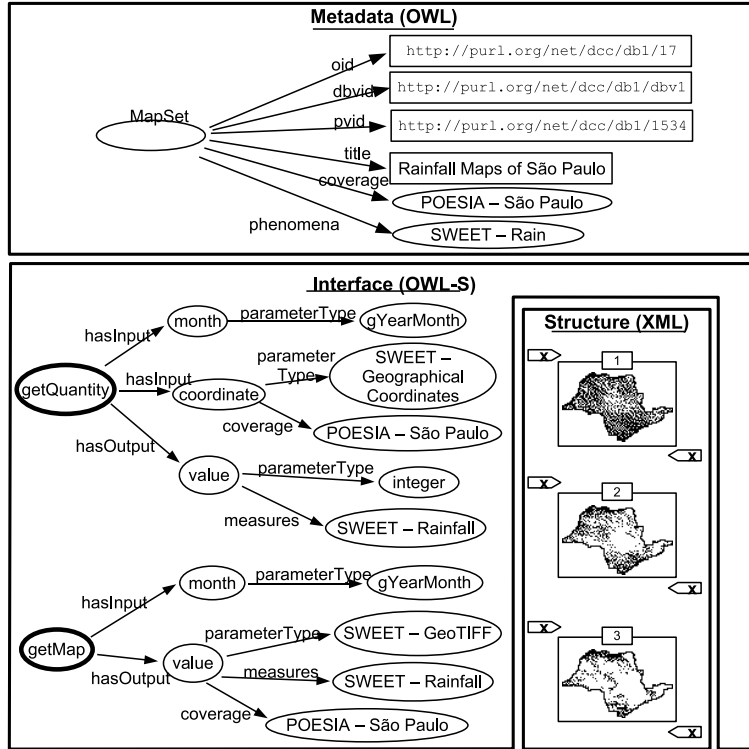 Metadata (OWL)
MapSet
oid
http://purl.org/net/dcc/db1/17
dbvid
http://purl.org/net/dcc/db1/dbv1
pvid
http://purl.org/net/dcc/db1/1534
title
Rainfall Maps of São Paulo
coverage
POESIA – São Paulo
phenomena
SWEET – Rain
Interface (OWL-S)
getQuantity
hasInput
month
parameterType
gYearMonth
hasInput
coordinate
parameter
Type
SWEET –
Geographical
Coordinates
coverage
POESIA – São Paulo
hasOutput
value
parameterType
integer
measures
SWEET – Rainfall
getMap
hasInput
month
parameterType
gYearMonth
hasOutput
value
parameterType
SWEET – GeoTIFF
measures
SWEET – Rainfall
coverage
POESIA – São Paulo
Structure (XML)
x
1
x
x
2
x
x
3
x